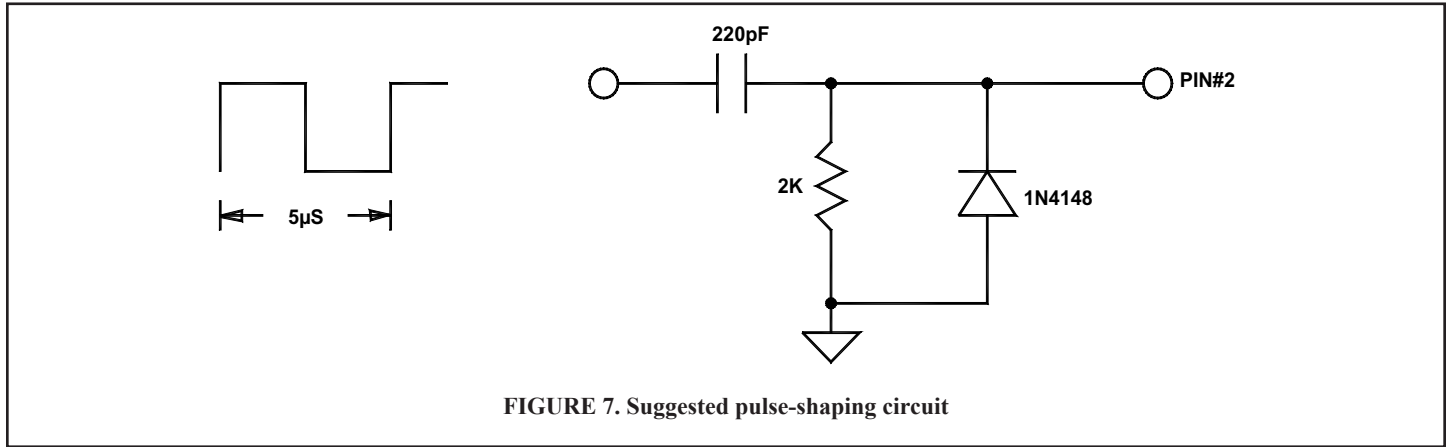 220pF
PIN#2
2K
1N4148
5µS
FIGURE 7. Suggested pulse-shaping circuit